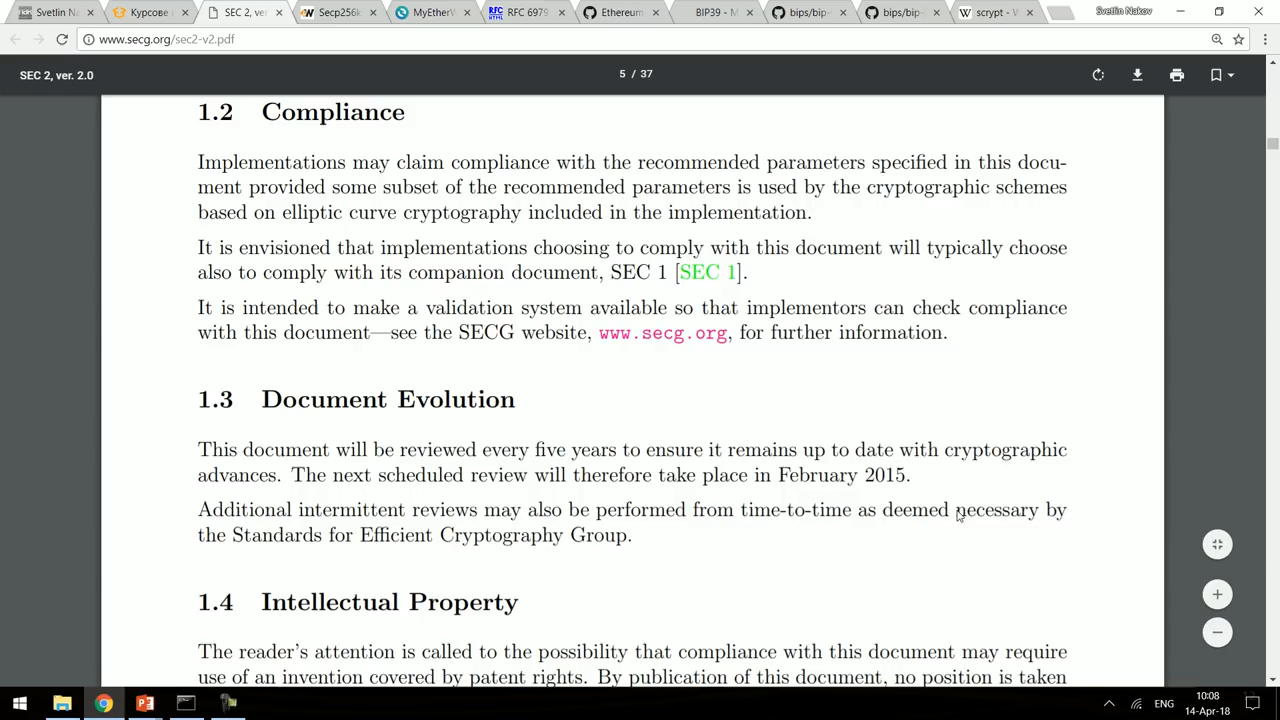 Svetlin Na
Курсове
SEC 2, ve
Secp256k
MyEtherW
RFC 6979
Ethereum
BIP39 - M
bips/bip-
bips/bip-
scrypt - W
Svetlin Nakov
www.secg.org/sec2-v2.pdf
SEC 2, ver. 2.0
5 / 37
1.2 Compliance
Implementations may claim compliance with the recommended parameters specified in this docu-
ment provided some subset of the recommended parameters is used by the cryptographic schemes
based on elliptic curve cryptography included in the implementation.
It is envisioned that implementations choosing to comply with this document will typically choose
also to comply with its companion document, SEC 1 [SEC 1].
It is intended to make a validation system available so that implementors can check compliance
with this document—see the SECG website, www.secg.org, for further information.
1.3 Document Evolution
This document will be reviewed every five years to ensure it remains up to date with cryptographic
advances. The next scheduled review will therefore take place in February 2015.
Additional intermittent reviews may also be performed from time-to-time as deemed necessary by
the Standards for Efficient Cryptography Group.
1.4 Intellectual Property
The reader's attention is called to the possibility that compliance with this document may require
use of an invention covered by patent rights. By publication of this document, no position is taken
ENG
10:08
14-Apr-18